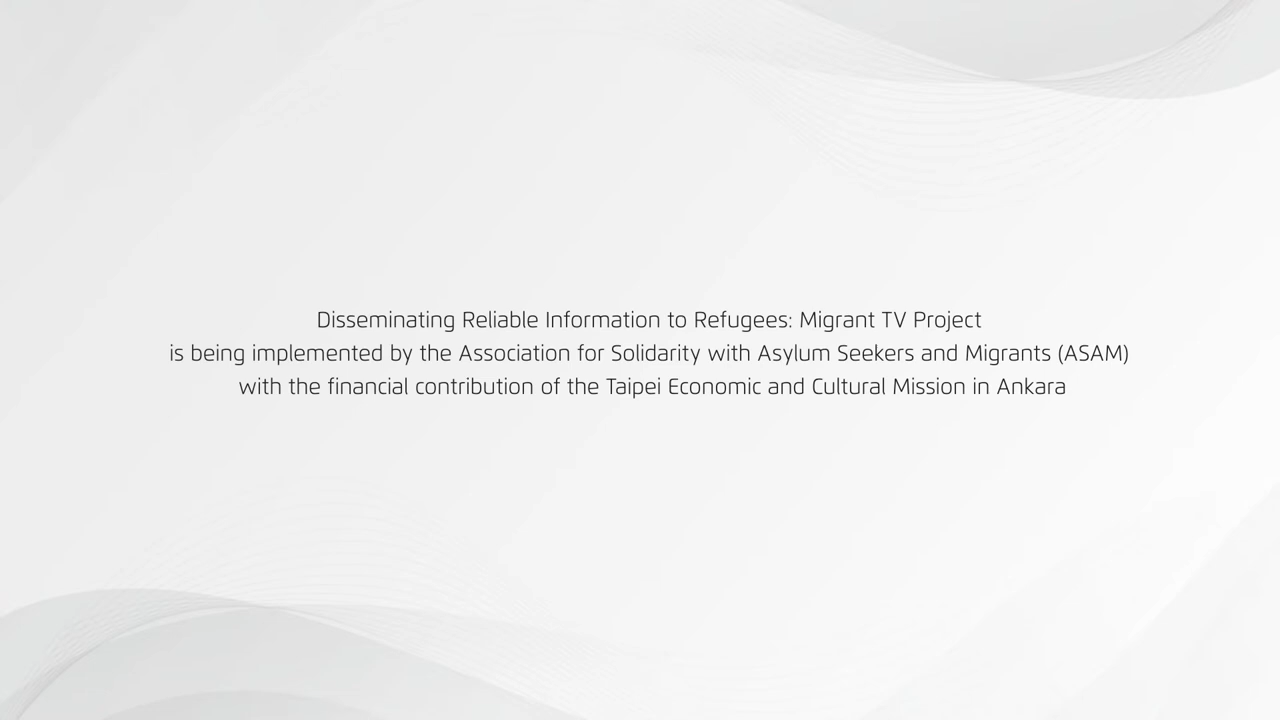 Disseminating Reliable Information to Refugees: Migrant TV Project
is being implemented by the Association for Solidarity with Asylum Seekers and Migrants (ASAM)
with the financial contribution of the Taipei Economic and Cultural Mission in Ankara